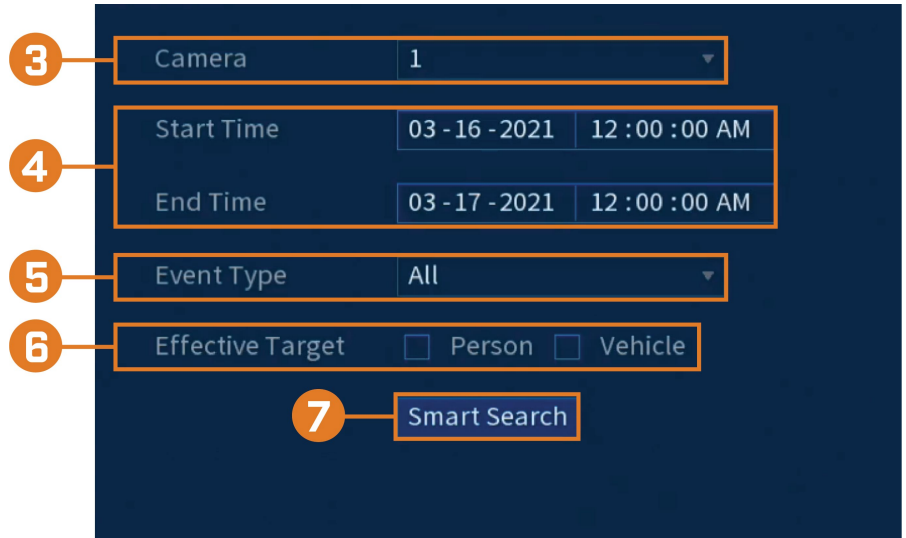 3 Camera 1
4 Start Time 03 - 16 - 2021 12 : 00 : 00 AM
End Time 03 - 17 - 2021 12 : 00 : 00 AM
5 Event Type All
6 Effective Target Person Vehicle
7 Smart Search